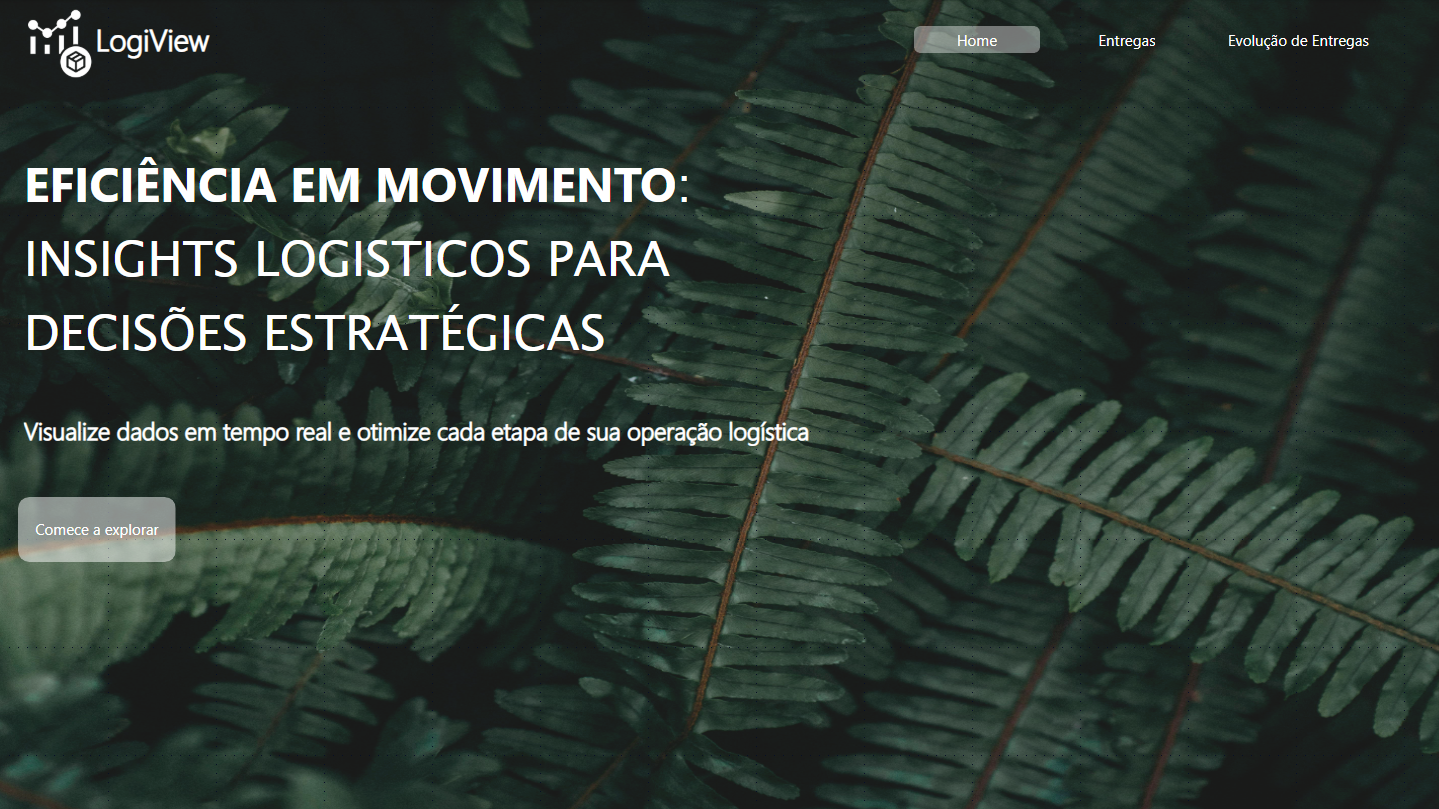 LogiView
Home
Entregas
Evolução de Entregas
EFICIÊNCIA EM MOVIMENTO:
INSIGHTS LOGISTICOS PARA
DECISÕES ESTRATÉGICAS
Visualize dados em tempo real e otimize cada etapa de sua operação logística
Comece a explorar